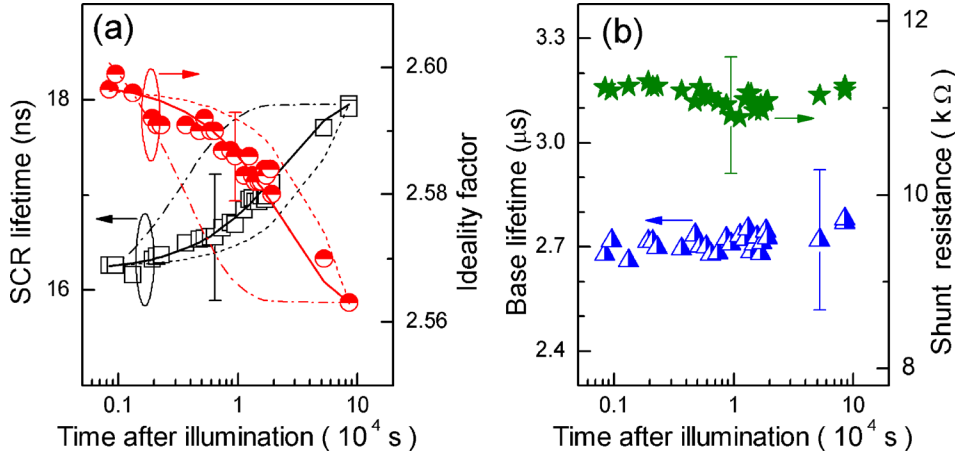 (a)
18
16
SCR lifetime (ns)
2.60
2.58
2.56
Ideality factor
0.1
1
10
Time after illumination ( 10⁴ s)
(b)
3.3
3.0
2.7
2.4
Base lifetime (μs)
12
10
8
Shunt resistance ( k Ω )
0.1
1
10
Time after illumination ( 10⁴ s)